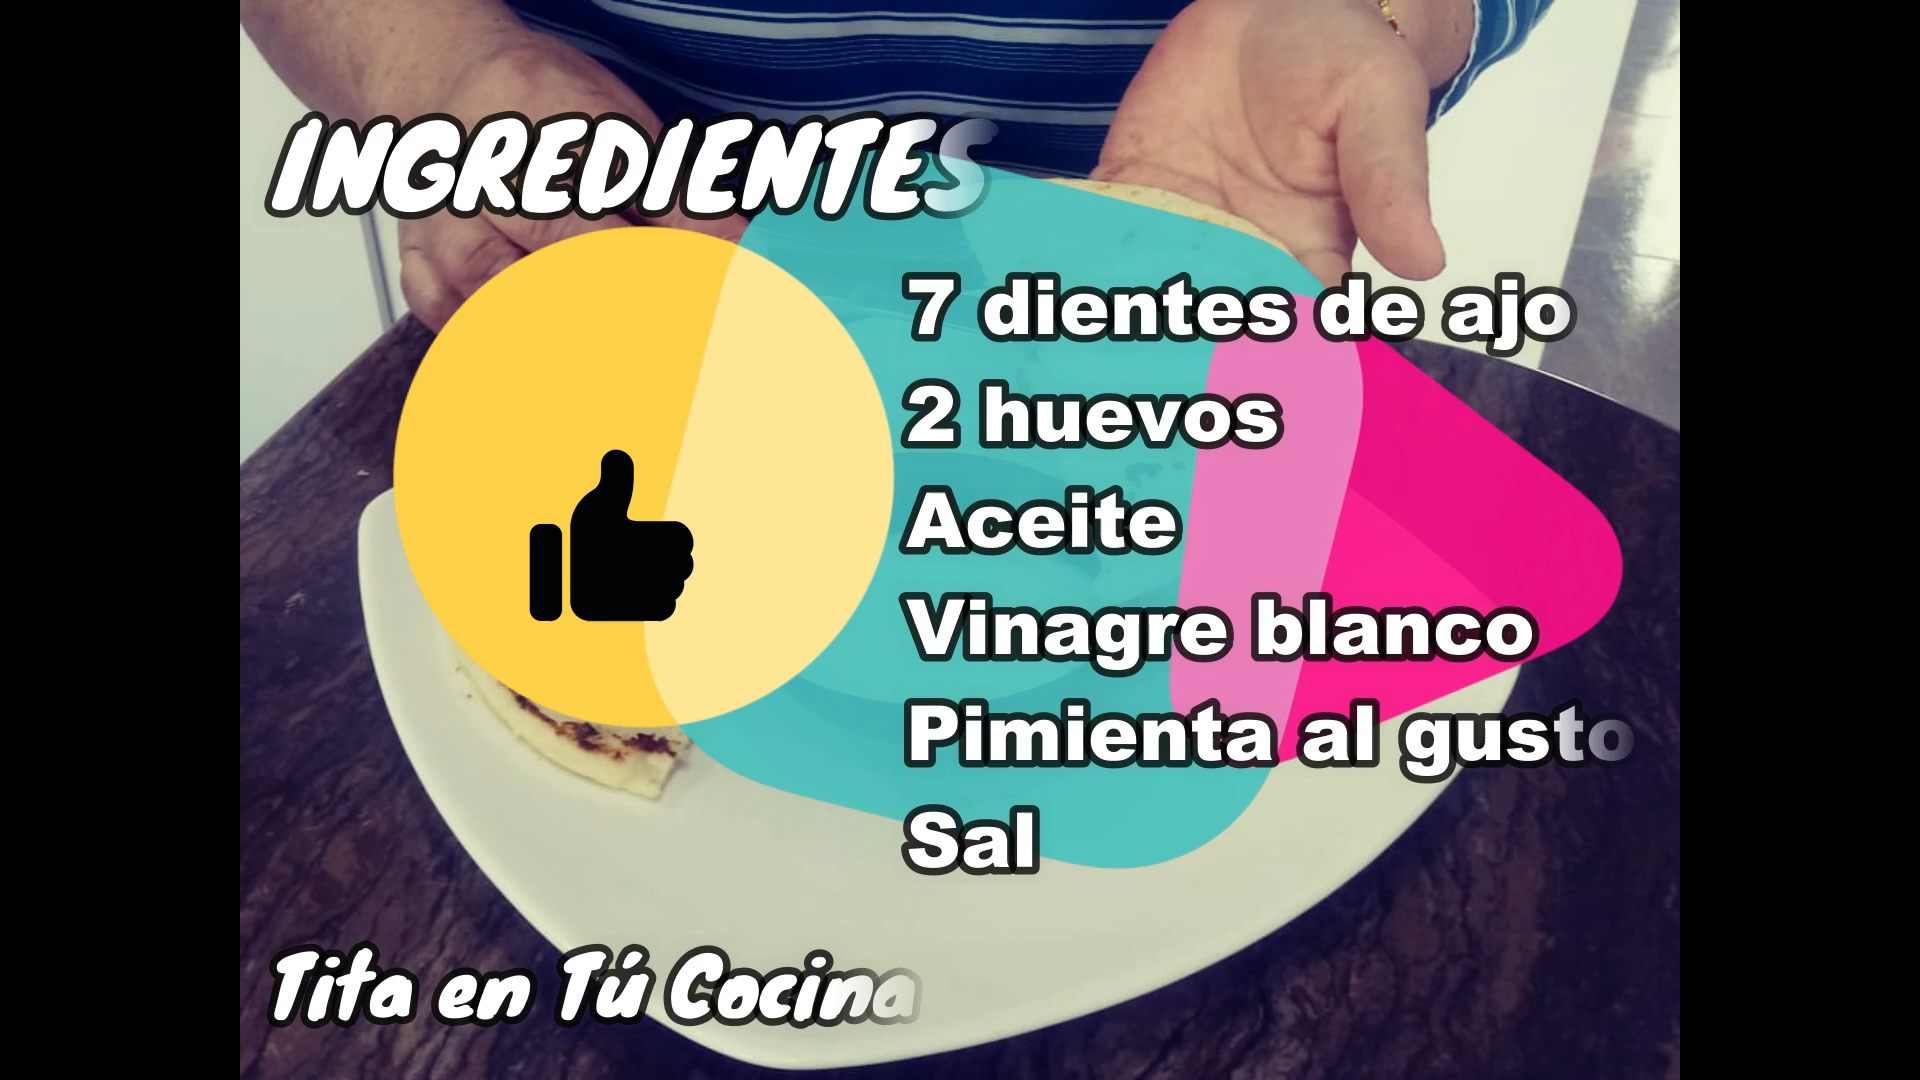 INGREDIENTES
7 dientes de ajo
2 huevos
Aceite
Vinagre blanco
Pimienta al gusto
Sal
Tita en Tú Cocina